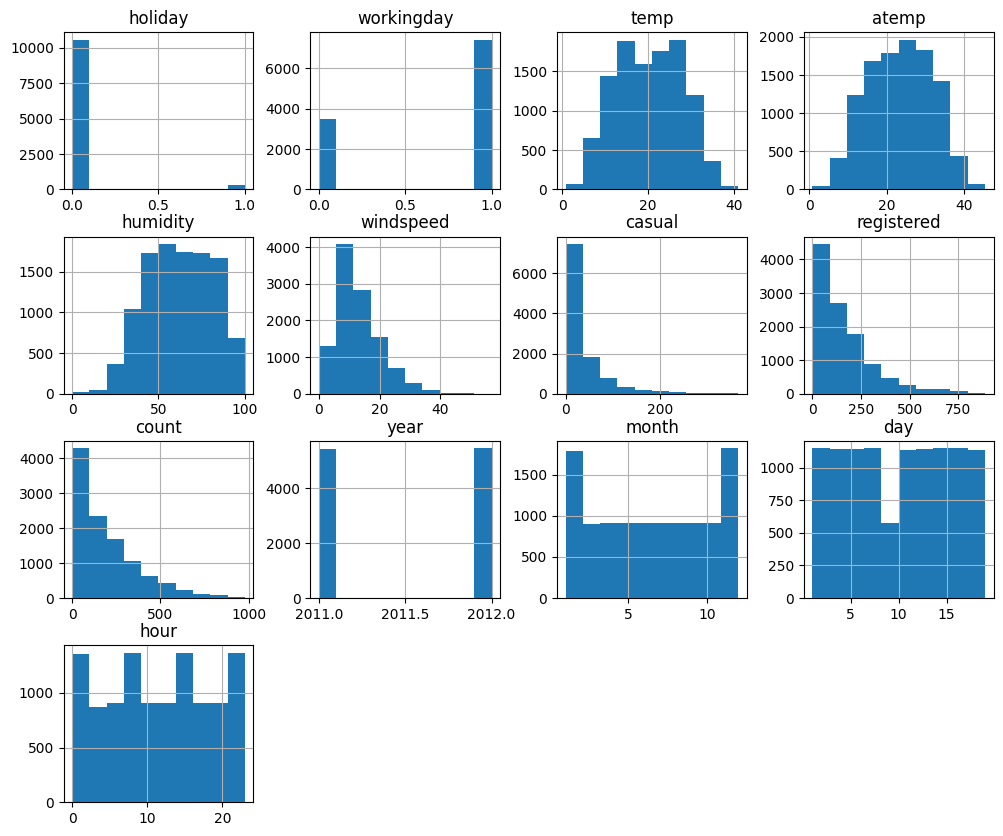 holiday workingday temp atemp
10000 6000 1500 2000
7500 4000 1000 1500
5000 2000 500 1000
2500 0 0 500
0 0
0.0 0.5 1.0 0.0 0.5 1.0 0 20 40 0 20 40
humidity windspeed casual registered
1500 4000 6000 4000
1000 3000 4000 3000
500 2000 2000 2000
0 1000 0 1000
0 0
0 50 100 0 20 40 0 200 0 250 500 750
count year month day
4000 4000 1500 1000
3000 2000 1000 750
2000 0 500 500
1000 0 250
0 0
0 500 1000 2011.0 2011.5 2012.0 5 10 5 10 15
hour
1000
500
0
0 10 20